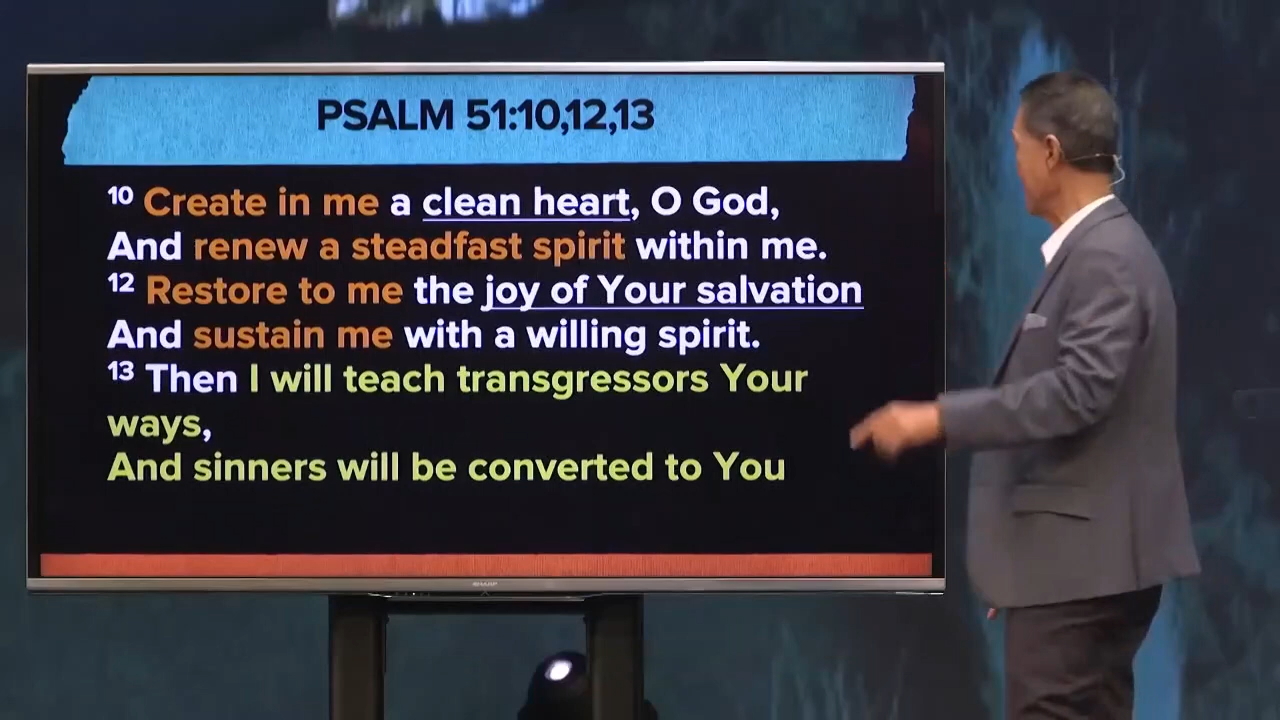 PSALM 51:10,12,13
10 Create in me a clean heart, O God,
And renew a steadfast spirit within me.
12 Restore to me the joy of Your salvation
And sustain me with a willing spirit.
13 Then I will teach transgressors Your
ways,
And sinners will be converted to You
SHARP